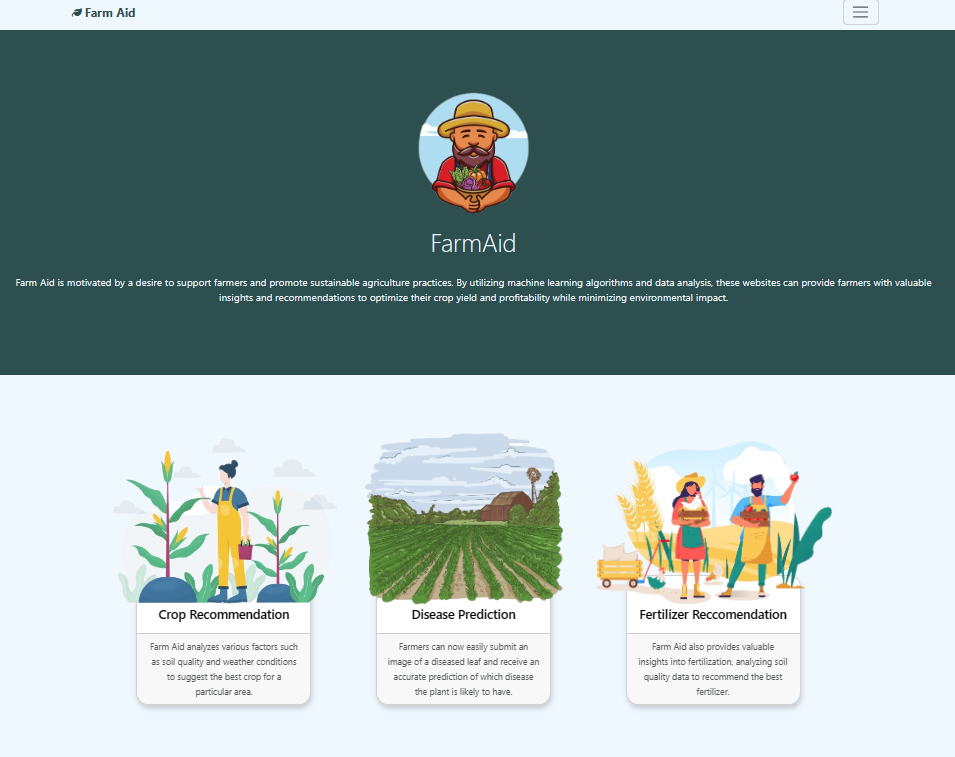 Farm Aid
FarmAid
Farm Aid is motivated by a desire to support farmers and promote sustainable agriculture practices. By utilizing machine learning algorithms and data analysis, these websites can provide farmers with valuable
insights and recommendations to optimize their crop yield and profitability while minimizing environmental impact.
Crop Recommendation
Farm Aid analyzes various factors such
as soil quality and weather conditions
to suggest the best crop for a
particular area.
Disease Prediction
Farmers can now easily submit an
image of a diseased leaf and receive an
accurate prediction of which disease
the plant is likely to have.
Fertilizer Reccomendation
Farm Aid also provides valuable
insights into fertilization, analyzing soil
quality data to recommend the best
fertilizer.